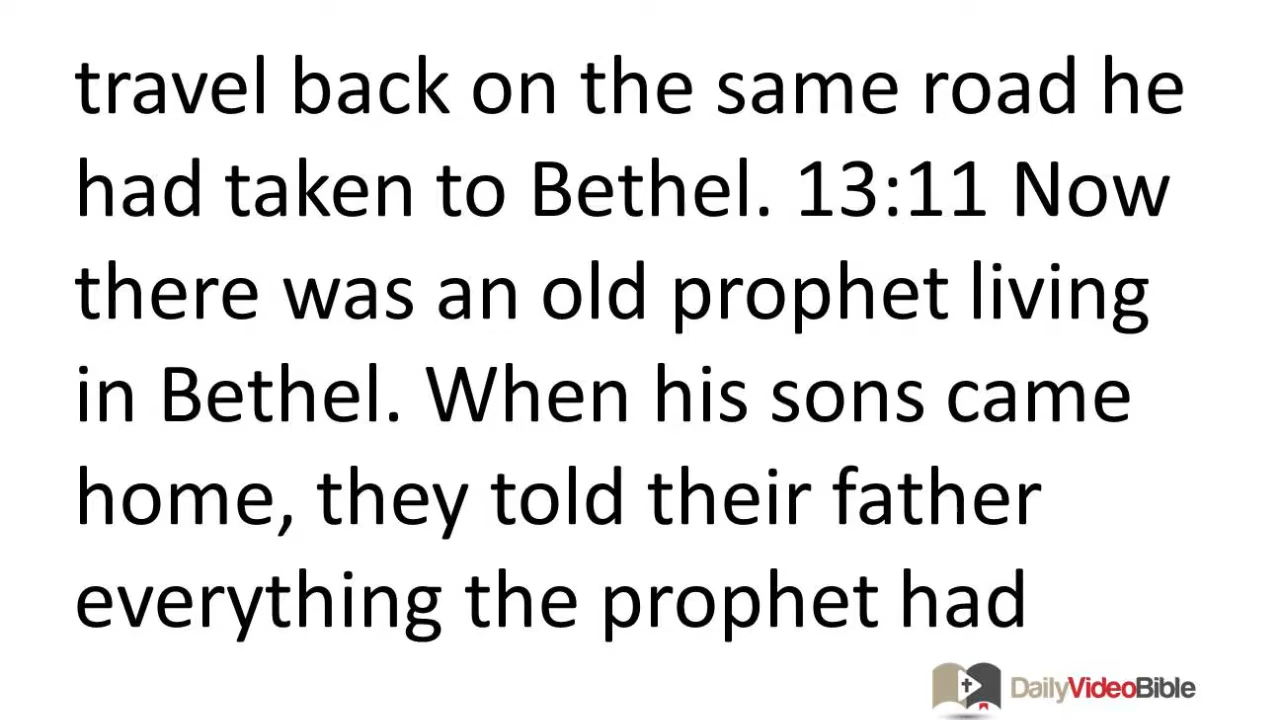 travel back on the same road he
had taken to Bethel. 13:11 Now
there was an old prophet living
in Bethel. When his sons came
home, they told their father
everything the prophet had
DailyVideoBible